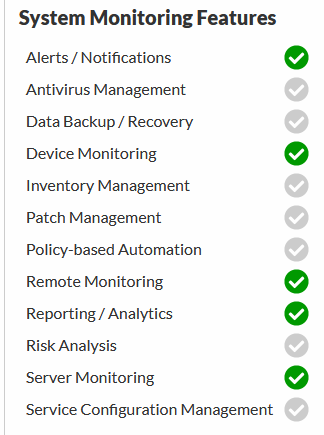 System Monitoring Features
Alerts / Notifications
Antivirus Management
Data Backup / Recovery
Device Monitoring
Inventory Management
Patch Management
Policy-based Automation
Remote Monitoring
Reporting / Analytics
Risk Analysis
Server Monitoring
Service Configuration Management